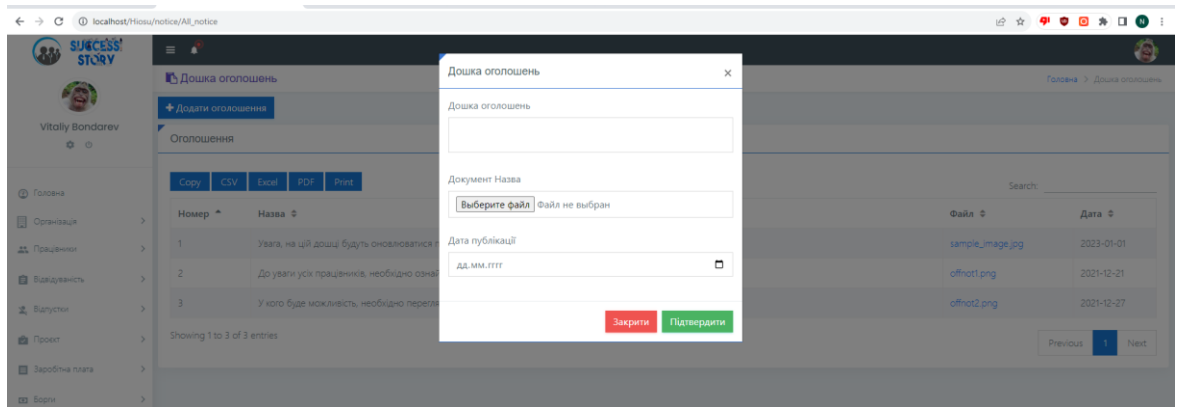 localhost/Hiosu/notice/All_notice
SUCCESS
STORY
Vitaliy Bondarev
Головна
Організація
Працівники
Відвідуваність
Відпустки
Проєкт
Заробітна плата
Борги
Дошка оголошень
Головна > Дошка оголошень
Додати оголошення
Оголошення
Copy CSV Excel PDF Print
Search:
Номер Назва Файл Дата
1 Увага, на цій дошці будуть оновлюватися sample_image.jpg 2023-01-01
2 До уваги усіх працівників, необхідно offnot1.png 2021-12-21
3 У кого буде можливість, необхідно offnot2.png 2021-12-27
Showing 1 to 3 of 3 entries
Previous 1 Next
Дошка оголошень ×
Дошка оголошень
Документ Назва
Выберите файл Файл не выбран
Дата публікації
дд.мм.гггг
Закрити Підтвердити